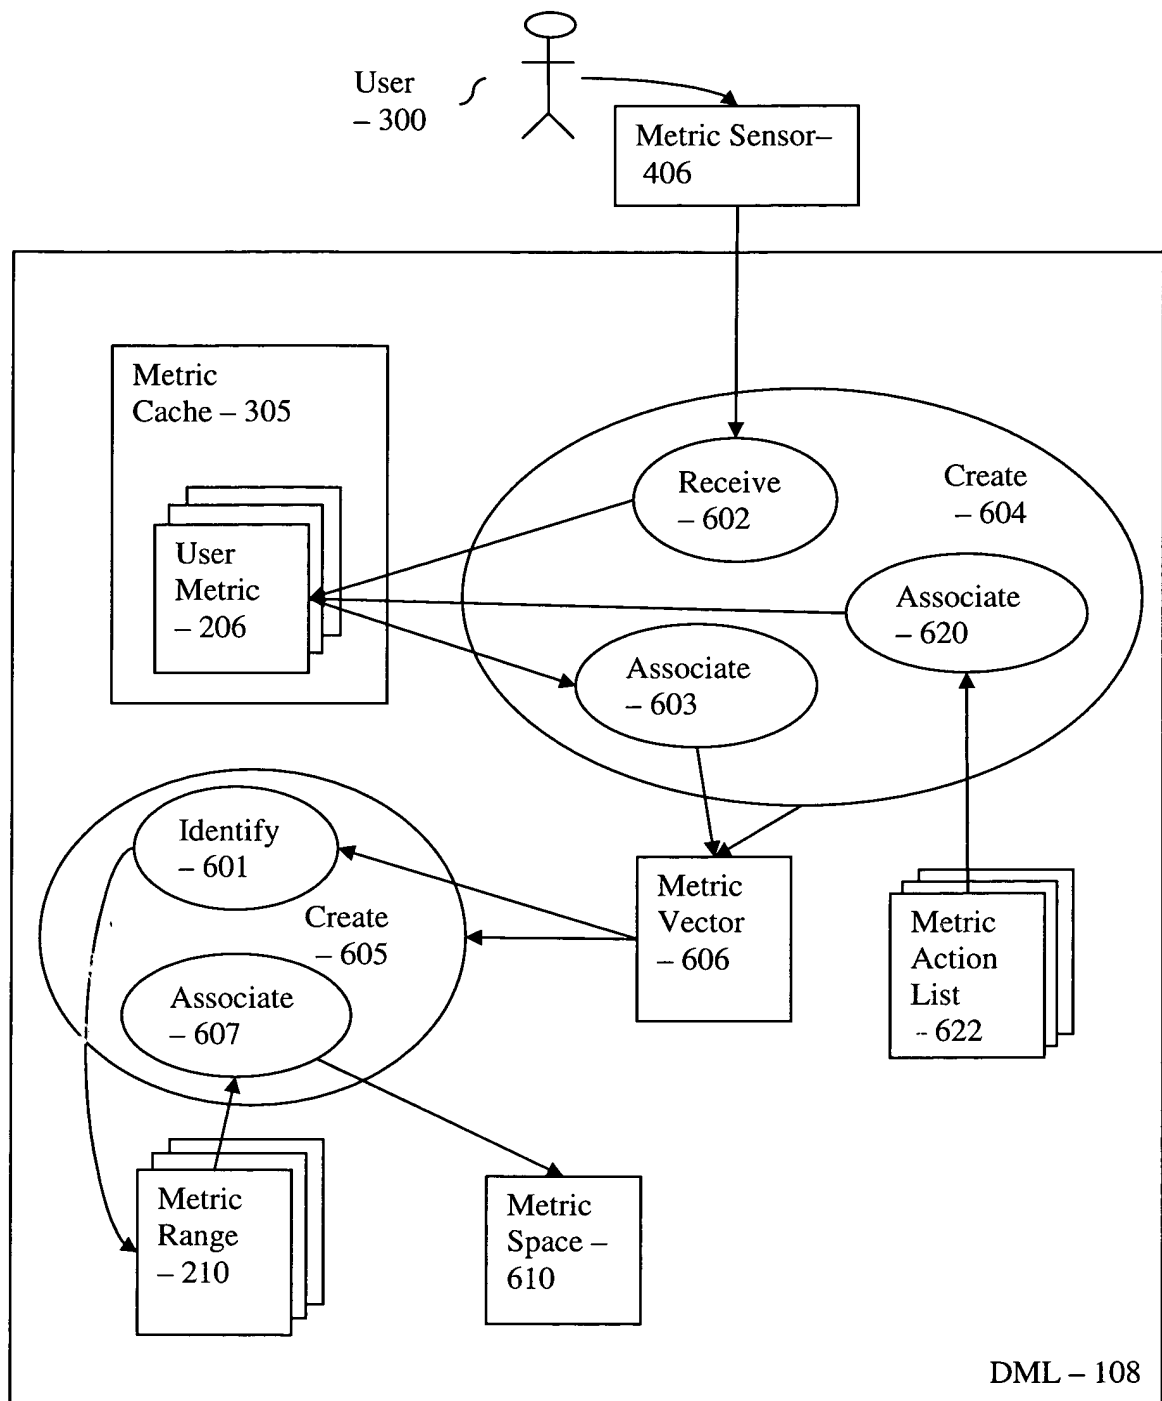 User
– 300
Metric Sensor–
406
Metric
Cache – 305
User
Metric
– 206
Receive
– 602
Create
– 604
Associate
– 620
Associate
– 603
Identify
– 601
Create
– 605
Associate
– 607
Metric
Vector
– 606
Metric
Action
List
– 622
Metric
Range
– 210
Metric
Space –
610
DML – 108